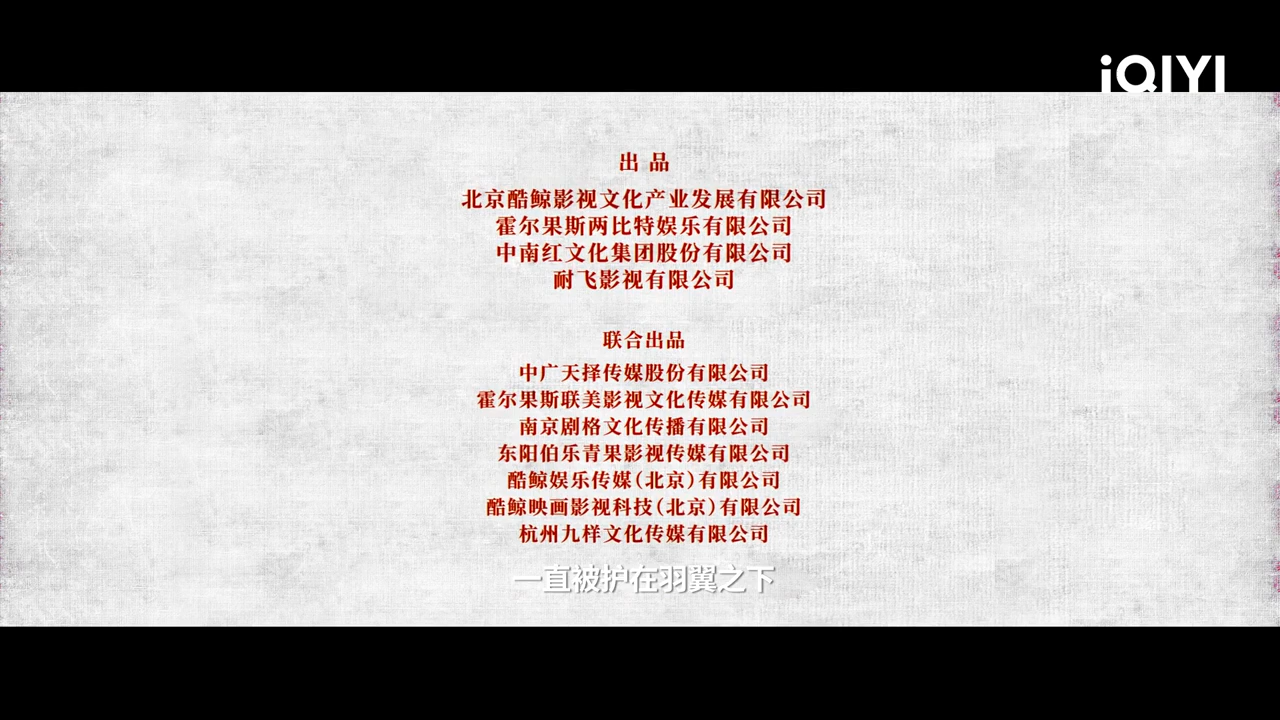 iQIYI
出 品
北京酷鲸影视文化产业发展有限公司
霍尔果斯两比特娱乐有限公司
中南红文化集团股份有限公司
耐飞影视有限公司
联合出品
中广天择传媒股份有限公司
霍尔果斯联美影视文化传媒有限公司
南京剧格文化传播有限公司
东阳伯乐青果影视传媒有限公司
酷鲸娱乐传媒(北京)有限公司
酷鲸映画影视科技(北京)有限公司
杭州九样文化传媒有限公司
一直被护在羽翼之下